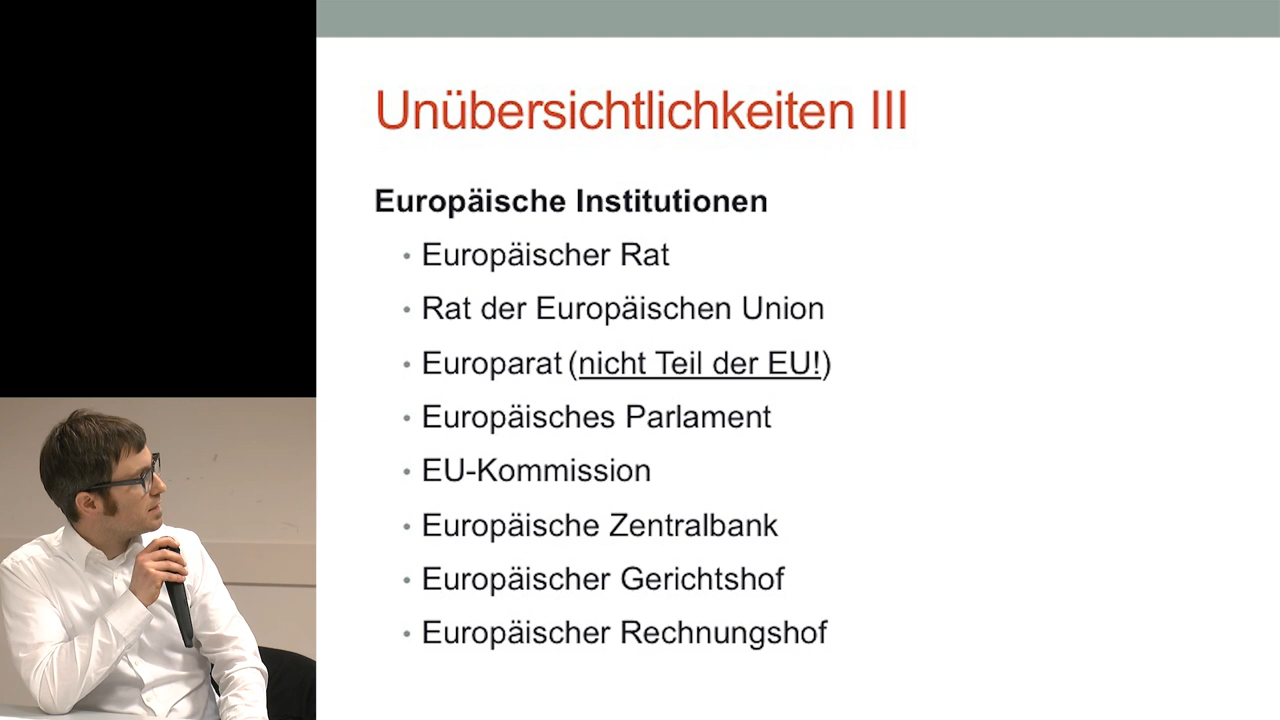 Unübersichtlichkeiten III
Europäische Institutionen
• Europäischer Rat
• Rat der Europäischen Union
• Europarat (nicht Teil der EU!)
• Europäisches Parlament
• EU-Kommission
• Europäische Zentralbank
• Europäischer Gerichtshof
• Europäischer Rechnungshof